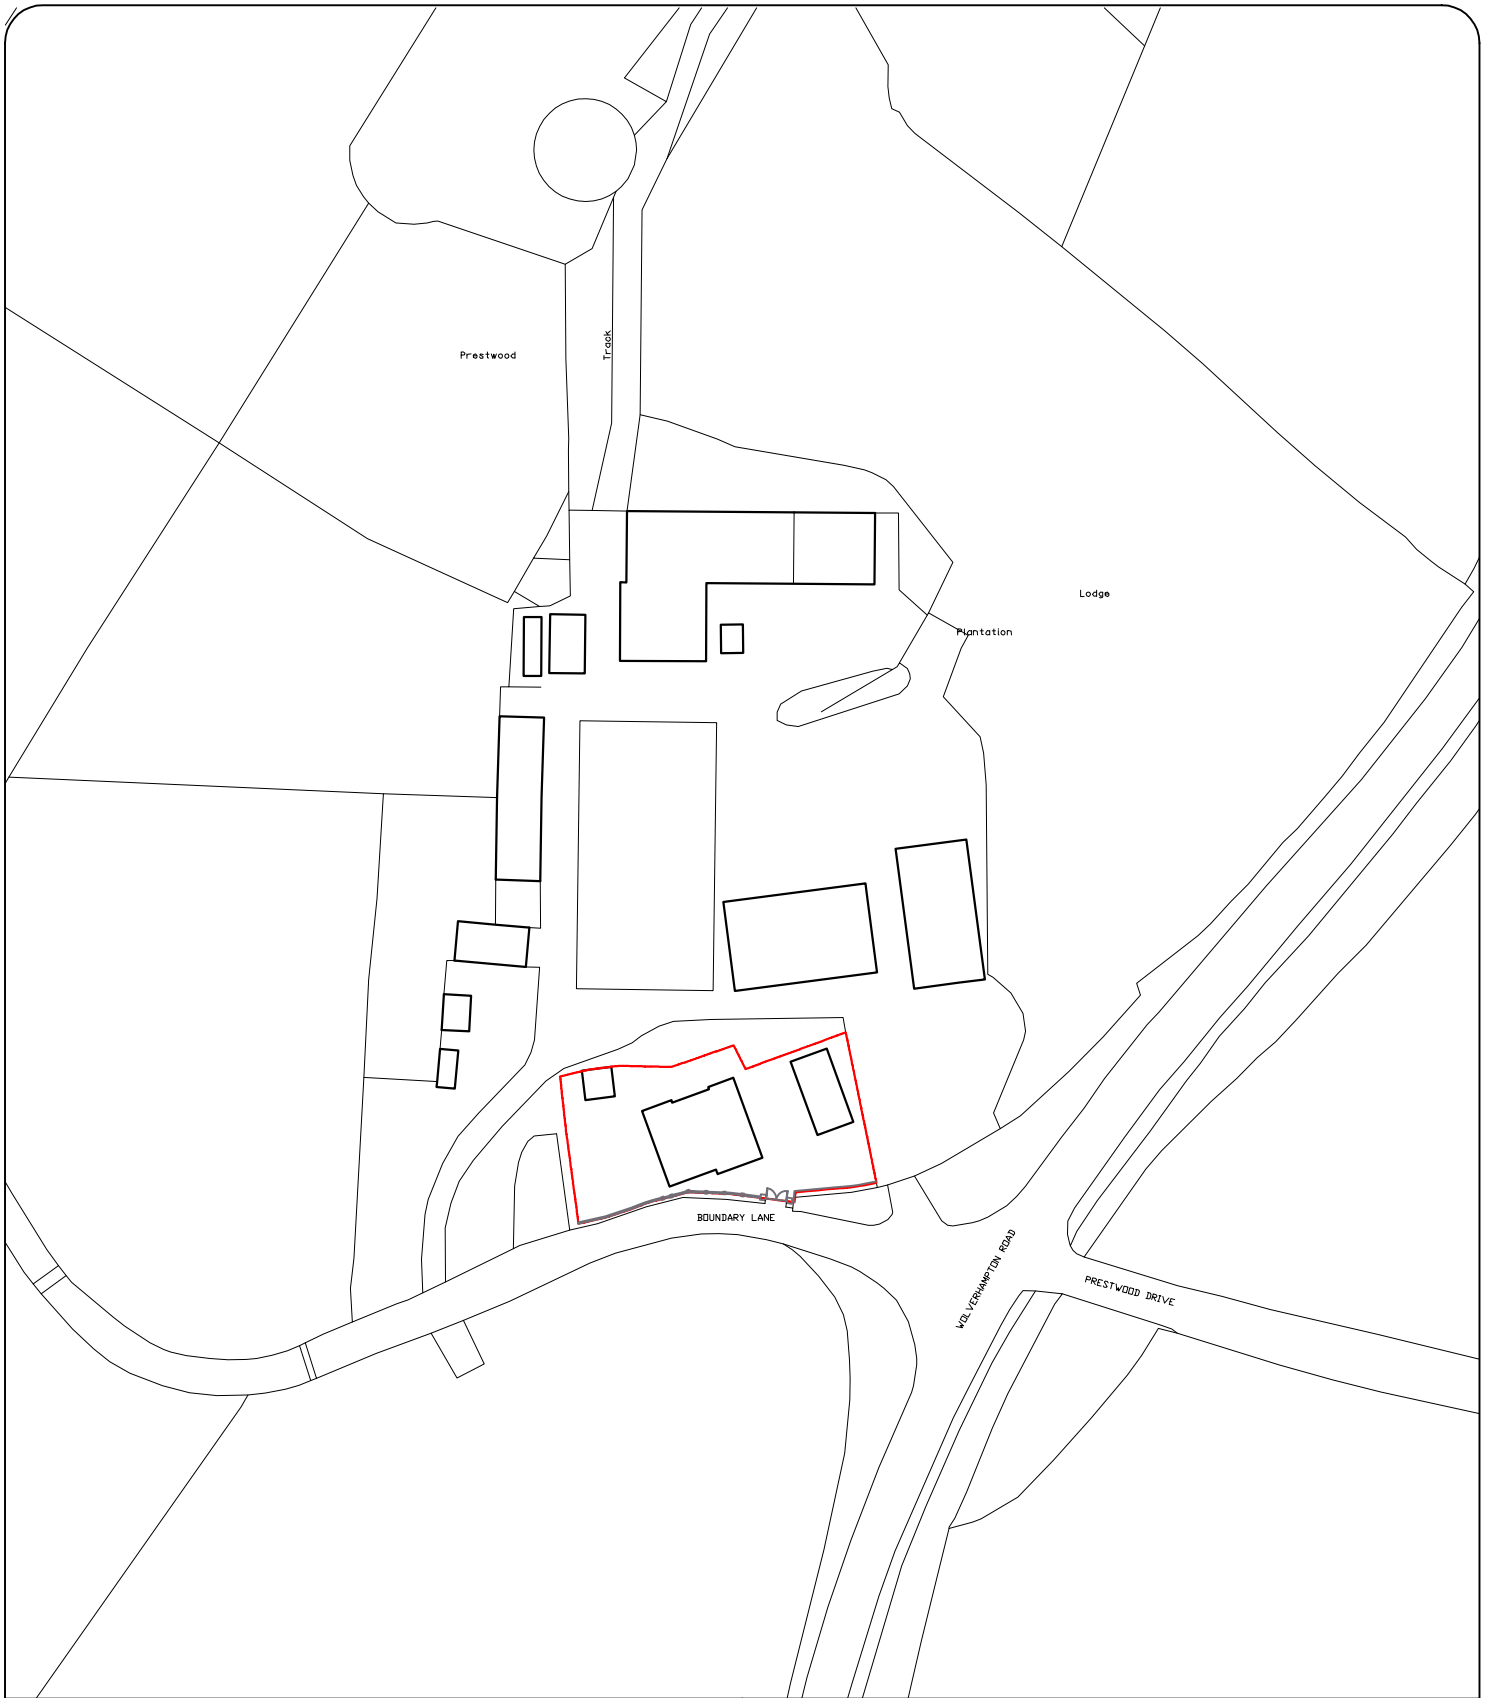 Track
Prestwood
Lodge
Plantation
BOUNDARY LANE
WOLVERHAMPTON ROAD
PRESTWOOD DRIVE